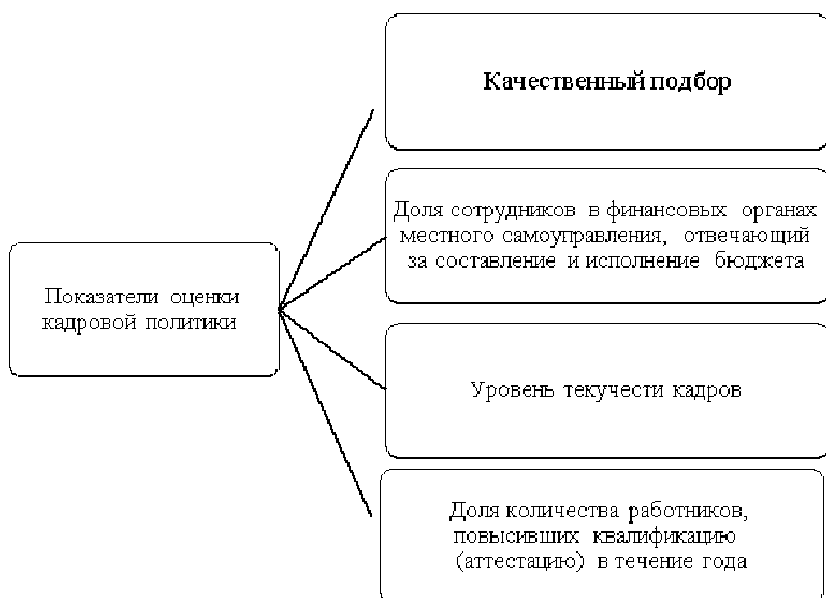 Качественный подбор
Доля сотрудников в финансовых органах
местного самоуправления, отвечающий
за составление и исполнение бюджета
Показатели оценки
кадровой политики
Уровень текучести кадров
Доля количества работников,
повысивших квалификацию
(аттестацию) в течение года